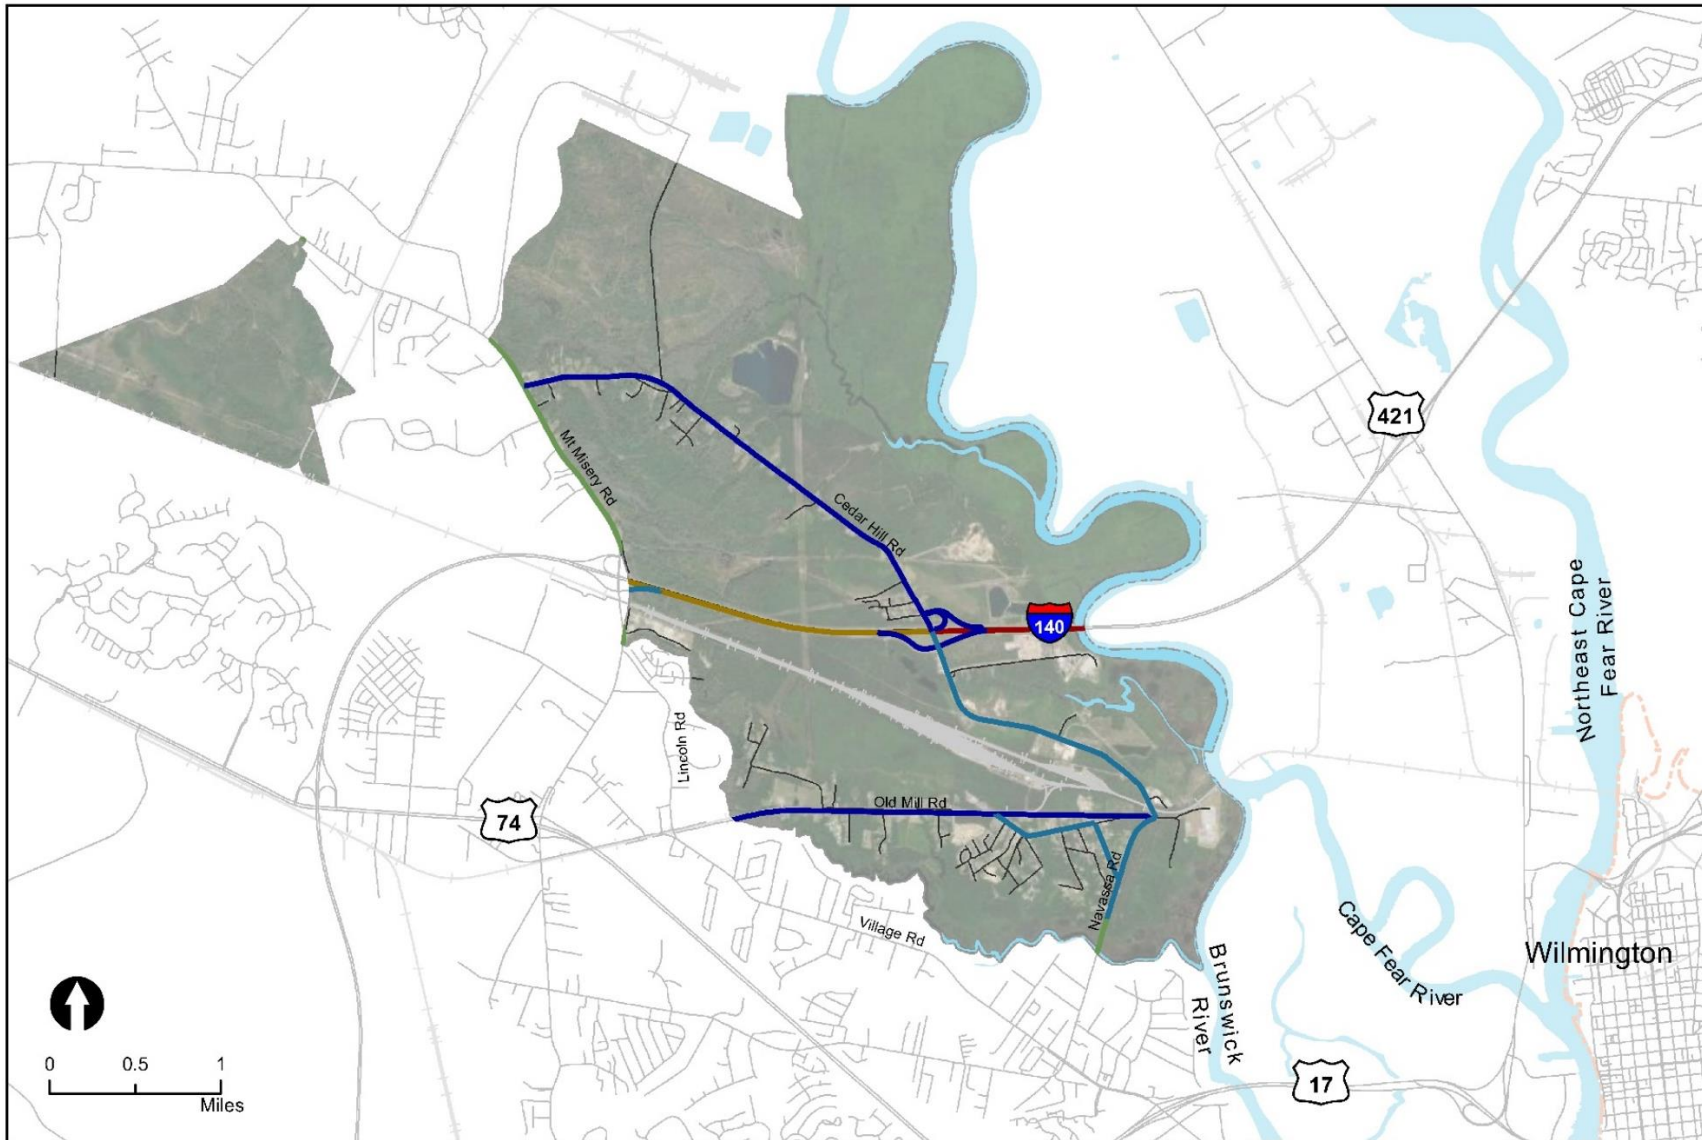 421
Mt Misery Rd
Cedar Hill Rd
140
Northeast Cape
Fear River
Lincoln Rd
Old Mill Rd
74
Navassa Rd
Village Rd
Cape Fear River
Wilmington
Brunswick
River
17
0 0.5 1
Miles